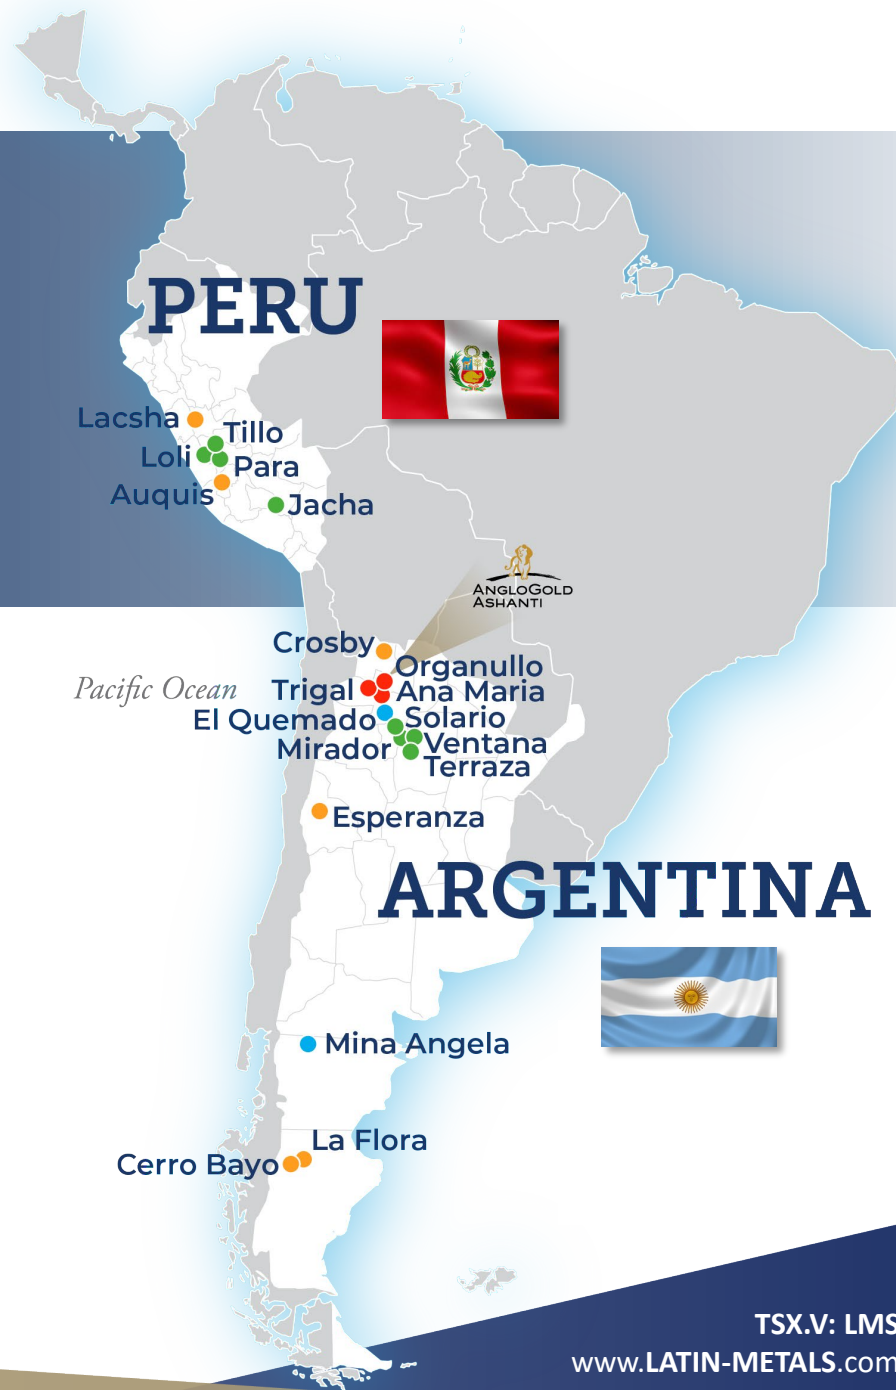 PERU
Lacsha
Tillo
Loli
Para
Auquis
Jacha
ANGLOGOLD
ASHANTI
Crosby
Organullo
Pacific Ocean
Trigal
Ana Maria
El Quemado
Solario
Mirador
Ventana
Terraza
Esperanza
ARGENTINA
Mina Angela
La Flora
Cerro Bayo
TSX.V: LMS
www.LATIN-METALS.com